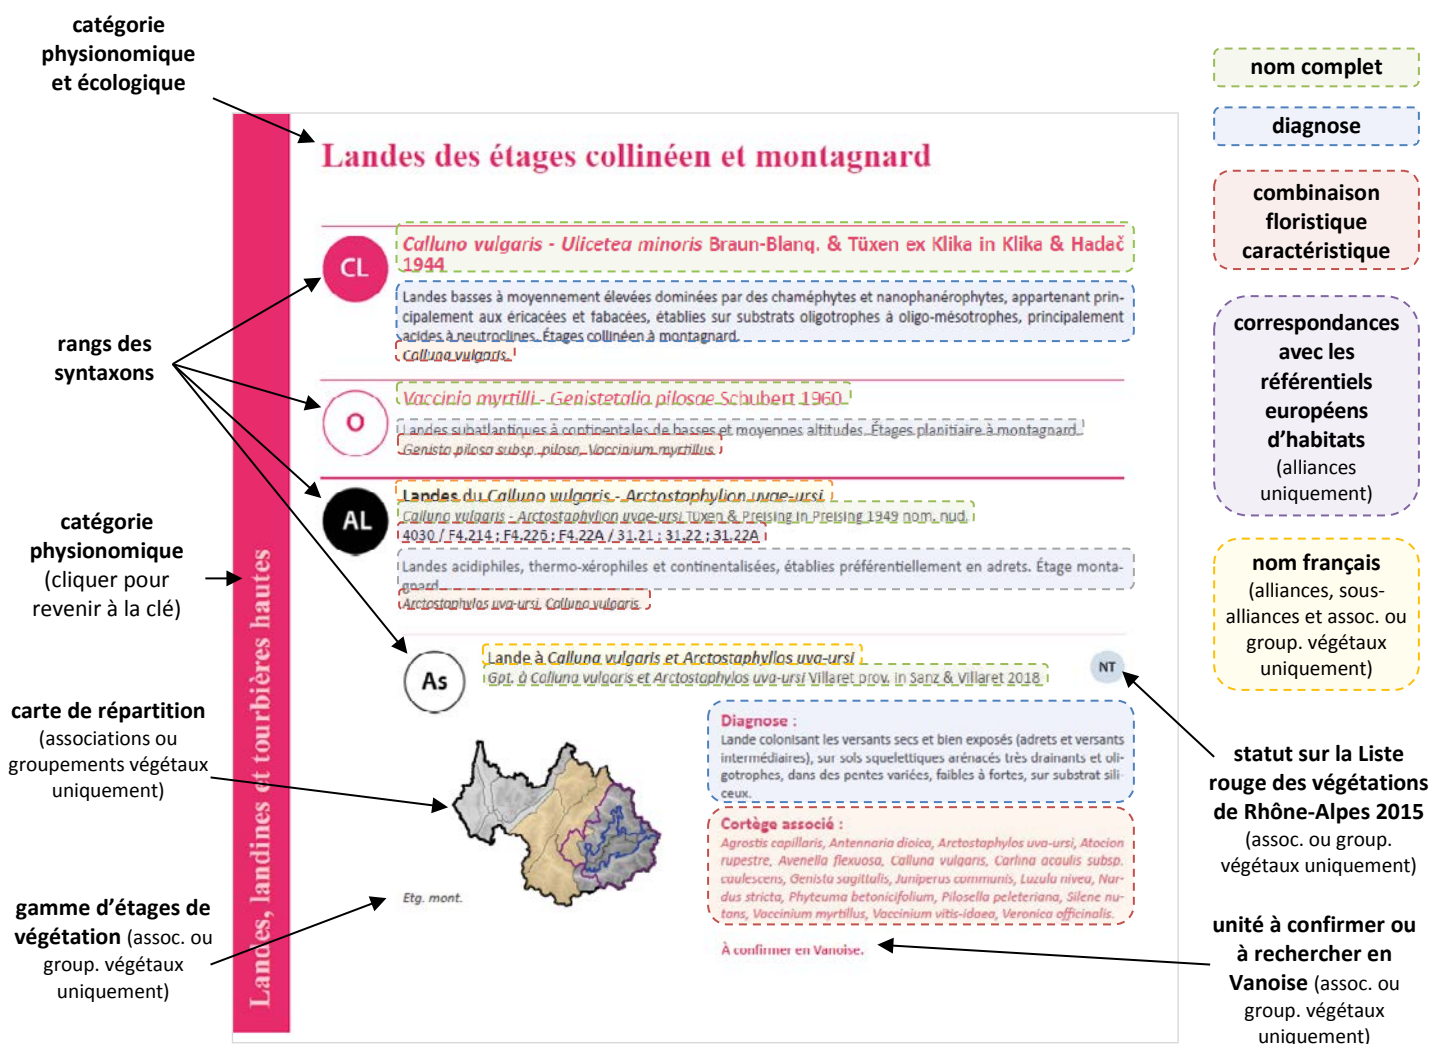 catégorie
physionomique
et écologique
nom complet
diagnose
combinaison
floristique
caractéristique
correspondances
avec les
référentiels
européens
d’habitats
(alliances
uniquement)
nom français
(alliances, sous-
alliances et assoc. ou
group. végétaux
uniquement)
statut sur la Liste
rouge des végétations
de Rhône-Alpes 2015
(assoc. ou group.
végétaux uniquement)
unité à confirmer ou
à rechercher en
Vanoise (assoc. ou
group. végétaux
uniquement)
rangs des
syntaxons
catégorie
physionomique
(cliquer pour
revenir à la clé)
carte de répartition
(associations ou
groupements végétaux
uniquement)
gamme d’étages de
végétation (assoc. ou
group. végétaux
uniquement)
Landes, landines et tourbières hautes
Landes des étages collinéen et montagnard
CL
Calluno vulgaris - Ulicetea minoris Braun-Blanq. & Tüxen ex Klika in Klika & Hadač
1944
Landes basses à moyennement élevées dominées par des chaméphytes et nanophanérophytes, appartenant prin-
cipalement aux éricacées et fabacées, établies sur substrats oligotrophes à oligo-mésotrophes, principalement
acides à neutroclines. Étages collinéen à montagnard.
Calluna vulgaris.
O
Vaccinio myrtilli - Genistetalia pilosae Schubert 1960
Landes subatlantiques à continentales de basses et moyennes altitudes. Étages planitiaire à montagnard.
Genista pilosa subsp. pilosa, Vaccinium myrtillus.
AL
Landes du Calluno vulgaris - Arctostaphylion uvae-ursi
Calluno vulgaris - Arctostaphylion uvae-ursi Tüxen & Preising in Preising 1949 nom. nud.
4030 / F4.214 ; F4.226 ; F4.22A / 31.21 ; 31.22 ; 31.22A
Landes acidiphiles, thermo-xérophiles et continentalisées, établies préférentiellement en adrets. Étage monta-
gnard.
Arctostaphylos uva-ursi, Calluna vulgaris.
As
Lande à Calluna vulgaris et Arctostaphyllos uva-ursi
Gpt. à Calluna vulgaris et Arctostaphylos uva-ursi Villaret prov. in Sanz & Villaret 2018
NT
Diagnose :
Lande colonisant les versants secs et bien exposés (adrets et versants
intermédiaires), sur sols squelettiques arénacés très drainants et oli-
gotrophes, dans des pentes variées, faibles à fortes, sur substrat sili-
ceux.
Cortège associé :
Agrostis capillaris, Antennaria dioica, Arctostaphylos uva-ursi, Atocion
rupestre, Avenella flexuosa, Calluna vulgaris, Carlina acaulis subsp.
caulescens, Genista sagittalis, Juniperus communis, Luzula nivea, Nar-
dus stricta, Phyteuma betonicifolium, Pilosella peleteriana, Silene nu-
tans, Vaccinium myrtillus, Vaccinium vitis-idaea, Veronica officinalis.
Etg. mont.
À confirmer en Vanoise.